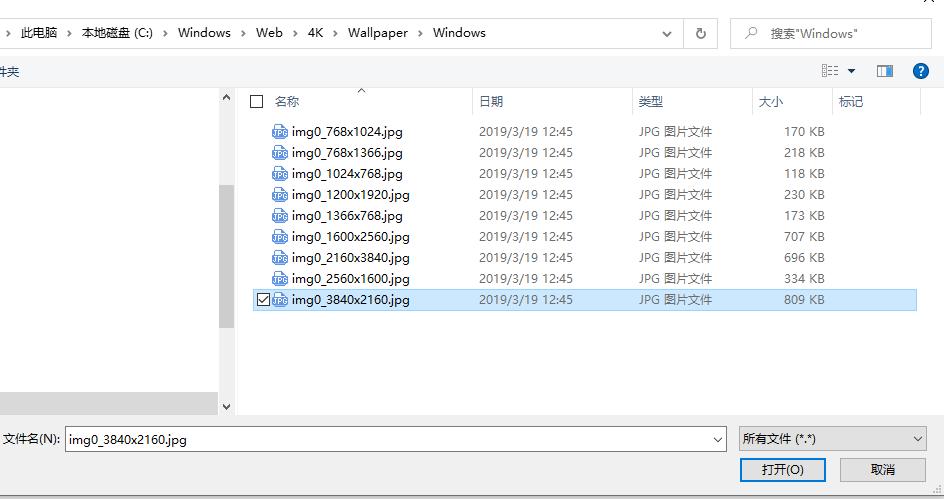 此电脑 › 本地磁盘 (C:) › Windows › Web › 4K › Wallpaper › Windows
搜索"Windows"
件夹
名称 日期 类型 大小 标记
img0_768x1024.jpg 2019/3/19 12:45 JPG 图片文件 170 KB
img0_768x1366.jpg 2019/3/19 12:45 JPG 图片文件 218 KB
img0_1024x768.jpg 2019/3/19 12:45 JPG 图片文件 118 KB
img0_1200x1920.jpg 2019/3/19 12:45 JPG 图片文件 230 KB
img0_1366x768.jpg 2019/3/19 12:45 JPG 图片文件 173 KB
img0_1600x2560.jpg 2019/3/19 12:45 JPG 图片文件 707 KB
img0_2160x3840.jpg 2019/3/19 12:45 JPG 图片文件 696 KB
img0_2560x1600.jpg 2019/3/19 12:45 JPG 图片文件 334 KB
img0_3840x2160.jpg 2019/3/19 12:45 JPG 图片文件 809 KB
文件名(N): img0_3840x2160.jpg 所有文件 (*.*)
打开(O) 取消